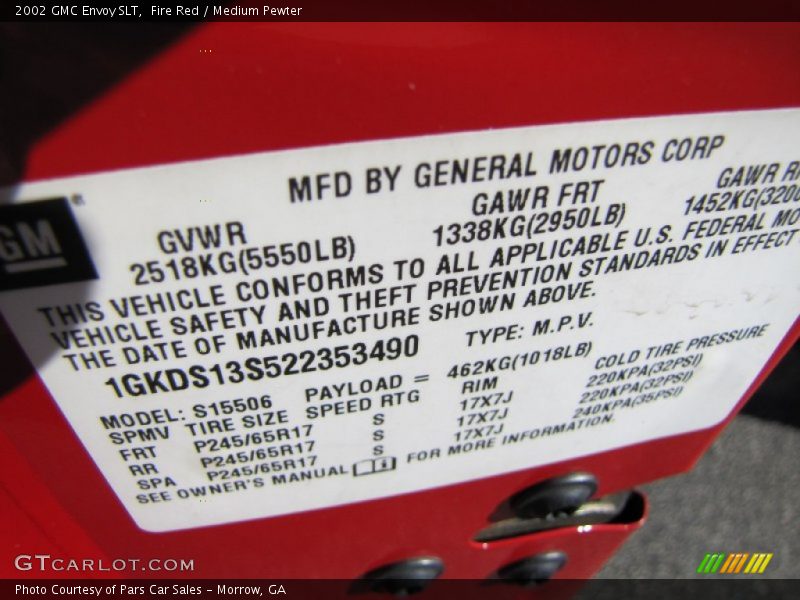 2002 GMC Envoy SLT, Fire Red / Medium Pewter
MFD BY GENERAL MOTORS CORP
GM ®
GVWR GAWR FRT GAWR
2518KG(5550LB) 1338KG(2950LB) 1452KG(3200
THIS VEHICLE CONFORMS TO ALL APPLICABLE U.S. FEDERAL
VEHICLE SAFETY AND THEFT PREVENTION STANDARDS IN EFFECT
THE DATE OF MANUFACTURE SHOWN ABOVE.
1GKDS13S522353490 TYPE: M.P.V.
MODEL: S15506 PAYLOAD = 462KG(1018LB)
SPMV TIRE SIZE SPEED RTG RIM COLD TIRE PRESSURE
FRT P245/65R17 S 17X7J 220KPA(32PSI)
RR P245/65R17 S 17X7J 220KPA(32PSI)
SPA P245/65R17 S 17X7J 240KPA(35PSI)
SEE OWNER'S MANUAL FOR MORE INFORMATION.
GTCARLOT.COM
Photo Courtesy of Pars Car Sales - Morrow, GA